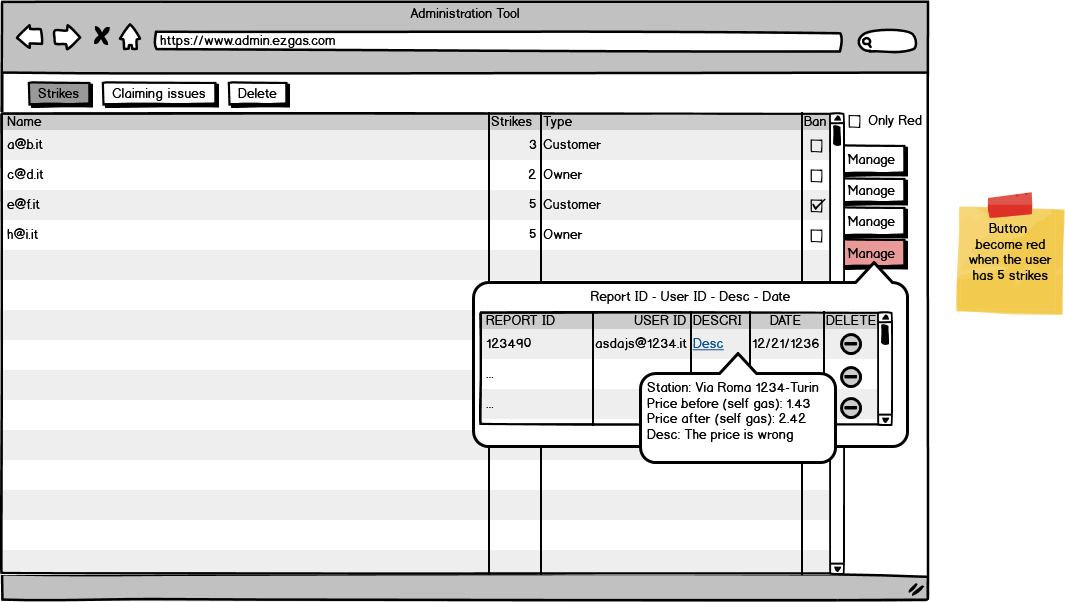 Administration Tool
https://www.admin.ezgas.com
Strikes Claiming issues Delete
Name Strikes Type Ban
Only Red
a@b.it 3 Customer
Manage
c@d.it 2 Owner
Manage
e@f.it 5 Customer
Manage
h@i.it 5 Owner
Manage
Button
become red
when the user
has 5 strikes
Report ID - User ID - Desc - Date
REPORT ID USER ID DESCRI DATE DELETE
123490 asdajs@1234.it Desc 12/21/1236
...
...
Station: Via Roma 1234-Turin
Price before (self gas): 1.43
Price after (self gas): 2.42
Desc: The price is wrong